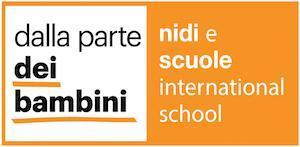 dalla parte
dei
bambini
nidi e
scuole
international
school